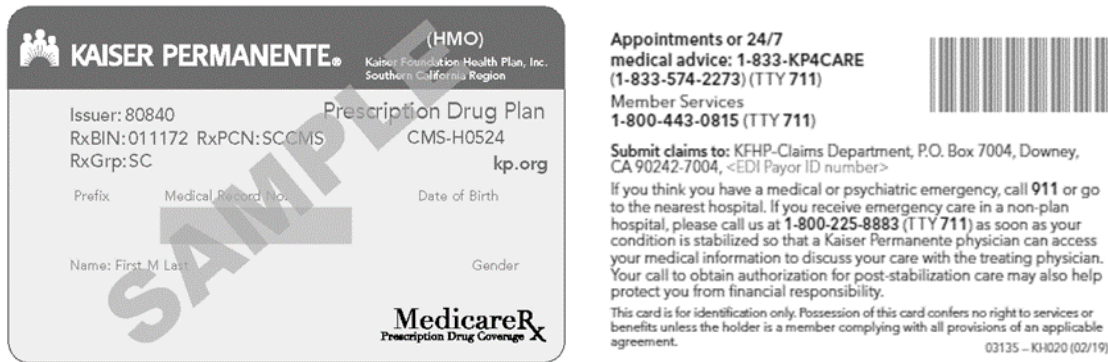 KAISER PERMANENTE®
(HMO)
Kaiser Foundation Health Plan, Inc.
Southern California Region
Issuer: 80840
Prescription Drug Plan
RxBIN:011172 RxPCN:SCCMS
CMS-H0524
RxGrp:SC
kp.org
Prefix
Medical Record No.
Date of Birth
Name: First M Last
Gender
SAMPLE
MedicareRx
Prescription Drug Coverage
Appointments or 24/7
medical advice: 1-833-KP4CARE
(1-833-574-2273) (TTY 711)
Member Services
1-800-443-0815 (TTY 711)
Submit claims to: KFHP-Claims Department, P.O. Box 7004, Downey,
CA 90242-7004, <EDI Payor ID number>
If you think you have a medical or psychiatric emergency, call 911 or go
to the nearest hospital. If you receive emergency care in a non-plan
hospital, please call us at 1-800-225-8883 (TTY 711) as soon as your
condition is stabilized so that a Kaiser Permanente physician can access
your medical information to discuss your care with the treating physician.
Your call to obtain authorization for post-stabilization care may also help
protect you from financial responsibility.
This card is for identification only. Possession of this card confers no right to services or
benefits unless the holder is a member complying with all provisions of an applicable
agreement.
03135 – KH020 (02/19)